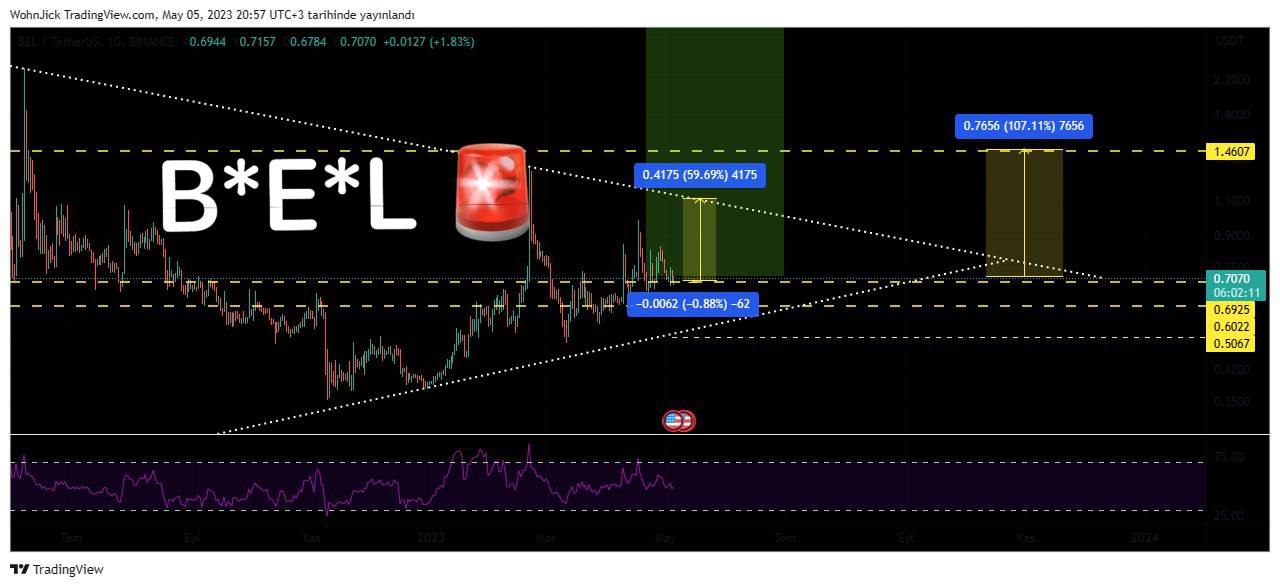 WohnJick TradingView.com, May 05, 2023 20:57 UTC+3 tarihinde yayınlandı
BEL / TetherUS, 1G, BINANCE 0.6944 0.7157 0.6784 0.7070 +0.0127 (+1.83%)
USDT
2.2000
1.8000
0.7656 (107.11%) 7656
1.4607
B*E*L
0.4175 (59.69%) 4175
1.1000
0.9000
0.7070
06:02:11
−0.0062 (−0.88%) −62
0.6925
0.6022
0.5067
0.4200
0.3500
75.00
25.00
Tem Eyl Kas 2023 Mar May Tem Eyl Kas 2024
TradingView